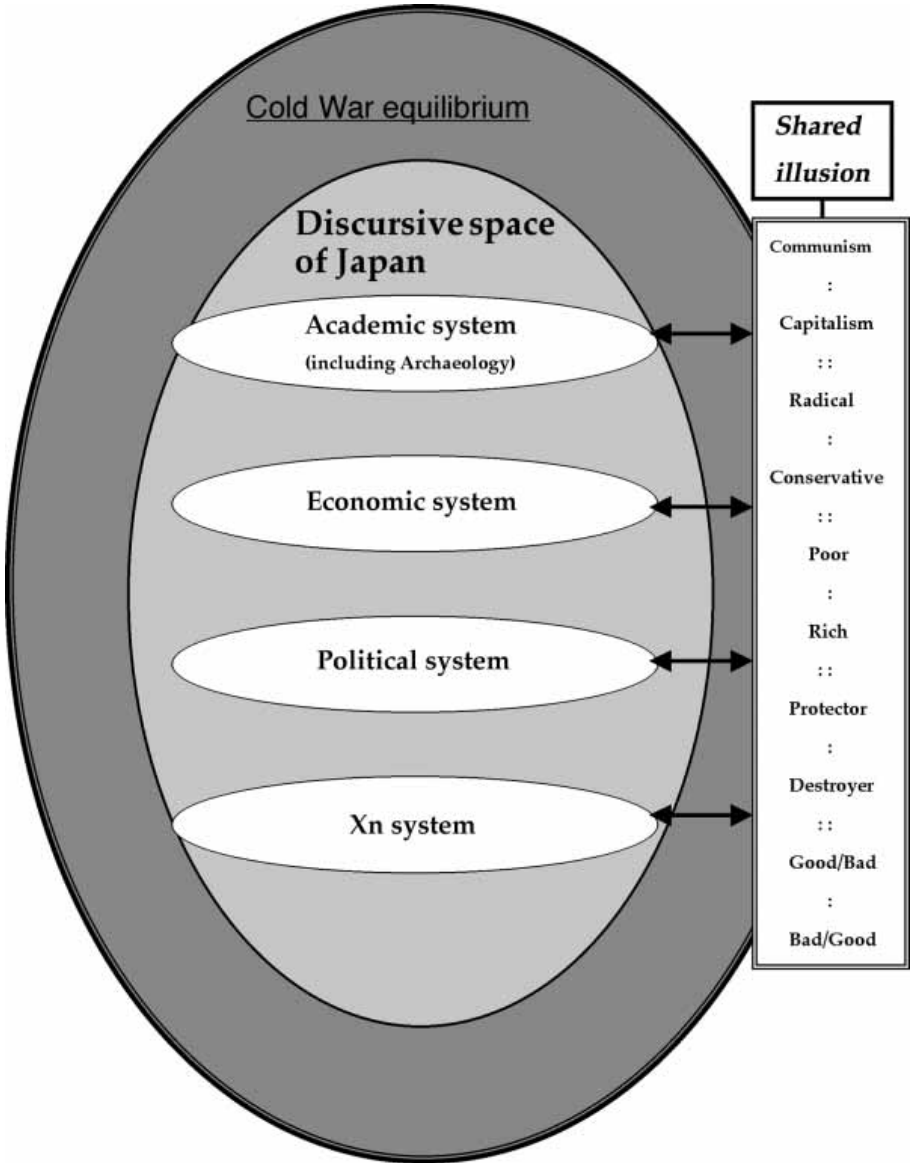 Cold War equilibrium
Discursive space
of Japan
Academic system
(including Archaeology)
Economic system
Political system
Xn system
Shared
illusion
Communism
:
Capitalism
: :
Radical
:
Conservative
: :
Poor
:
Rich
: :
Protector
:
Destroyer
: :
Good/Bad
:
Bad/Good